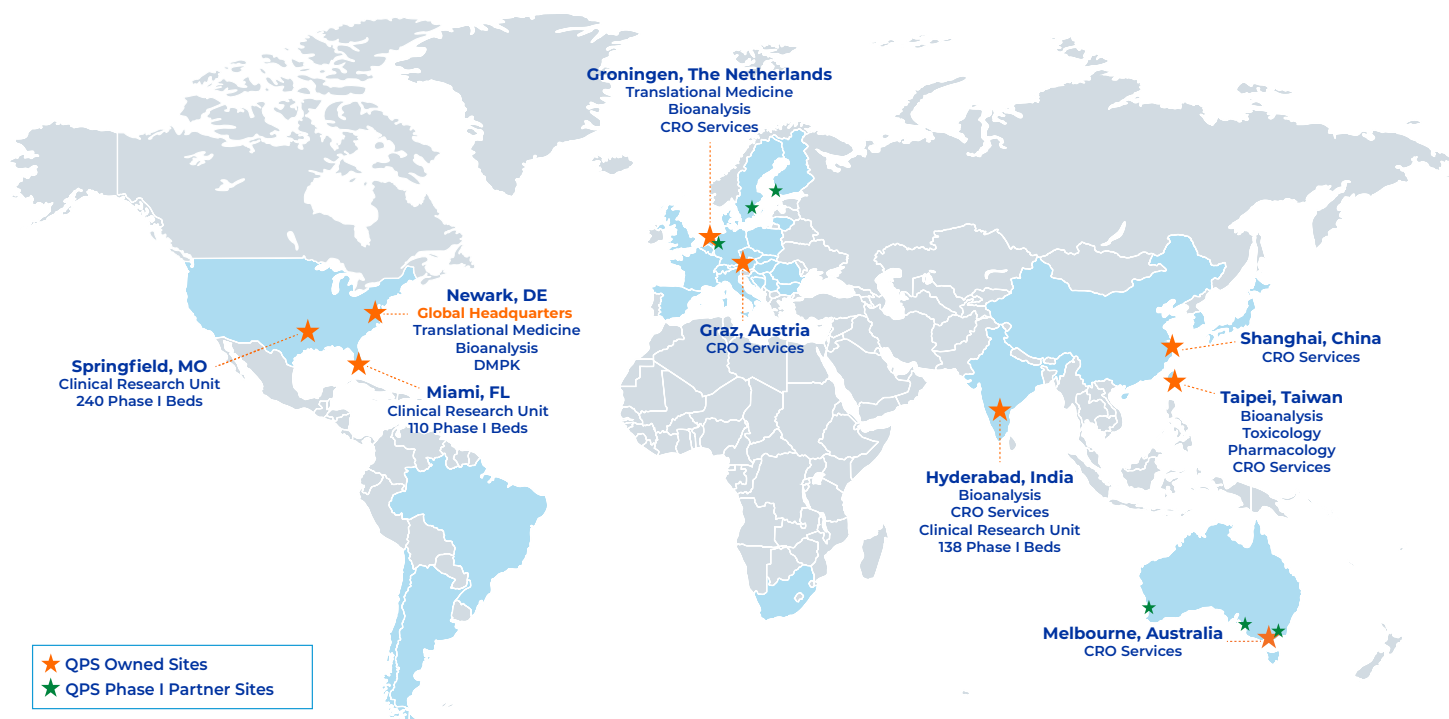 Groningen, The Netherlands
Translational Medicine
Bioanalysis
CRO Services
Newark, DE
Global Headquarters
Translational Medicine
Bioanalysis
DMPK
Springfield, MO
Clinical Research Unit
240 Phase I Beds
Miami, FL
Clinical Research Unit
110 Phase I Beds
Graz, Austria
CRO Services
Shanghai, China
CRO Services
Taipei, Taiwan
Bioanalysis
Toxicology
Pharmacology
CRO Services
Hyderabad, India
Bioanalysis
CRO Services
Clinical Research Unit
138 Phase I Beds
Melbourne, Australia
CRO Services
QPS Owned Sites
QPS Phase I Partner Sites